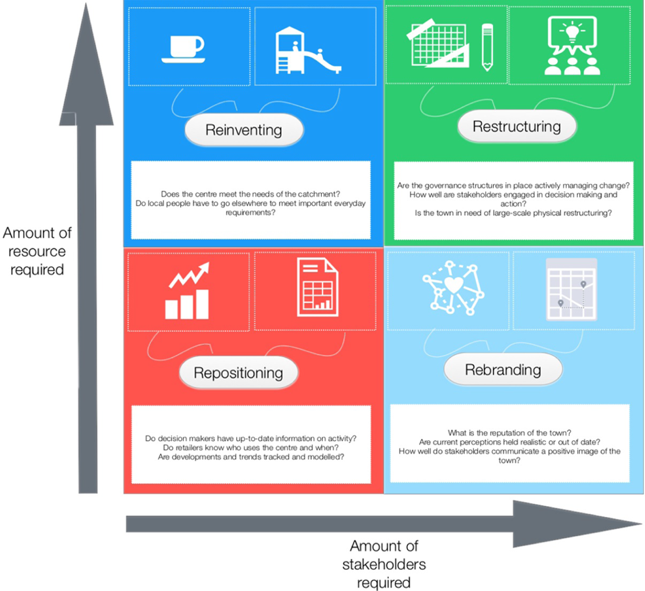 Reinventing
Does the centre meet the needs of the catchment?
Do local people have to go elsewhere to meet important everyday
requirements?
Restructuring
Are the governance structures in place actively managing change?
How well are stakeholders engaged in decision making and
action?
Is the town in need of large-scale physical restructuring?
Amount of
resource
required
Repositioning
Do decision makers have up-to-date information on activity?
Do retailers know who uses the centre and when?
Are developments and trends tracked and modelled?
Rebranding
What is the reputation of the town?
Are current perceptions held realistic or out of date?
How well do stakeholders communicate a positive image of the
town?
Amount of
stakeholders
required